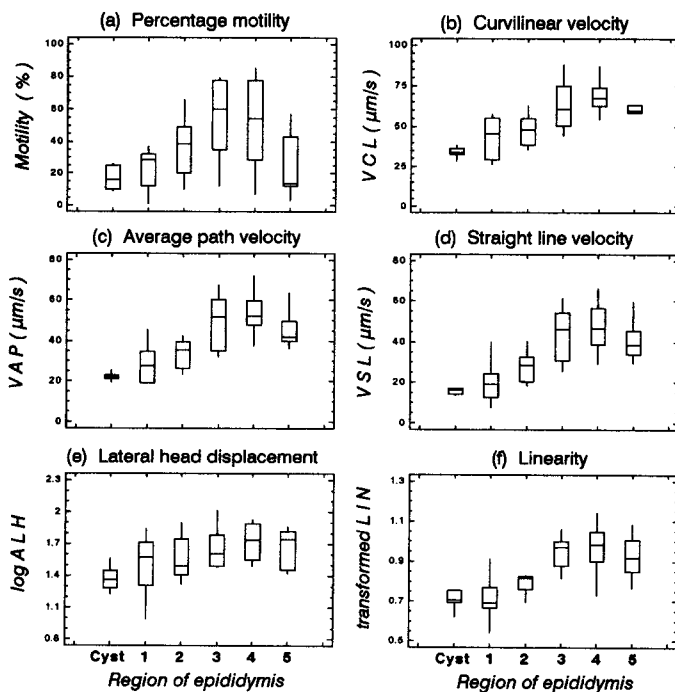 (a) Percentage motility
Motility (%)
100
80
60
40
20
0
(b) Curvilinear velocity
VCL (µm/s)
100
75
50
25
0
(c) Average path velocity
VAP (µm/s)
80
60
40
20
0
(d) Straight line velocity
VSL (µm/s)
80
60
40
20
0
(e) Lateral head displacement
log ALH
2.3
2
1.7
1.4
1.1
0.8
Cyst 1 2 3 4 5
Region of epididymis
(f) Linearity
transformed LIN
1.3
1.1
0.9
0.7
0.5
Cyst 1 2 3 4 5
Region of epididymis